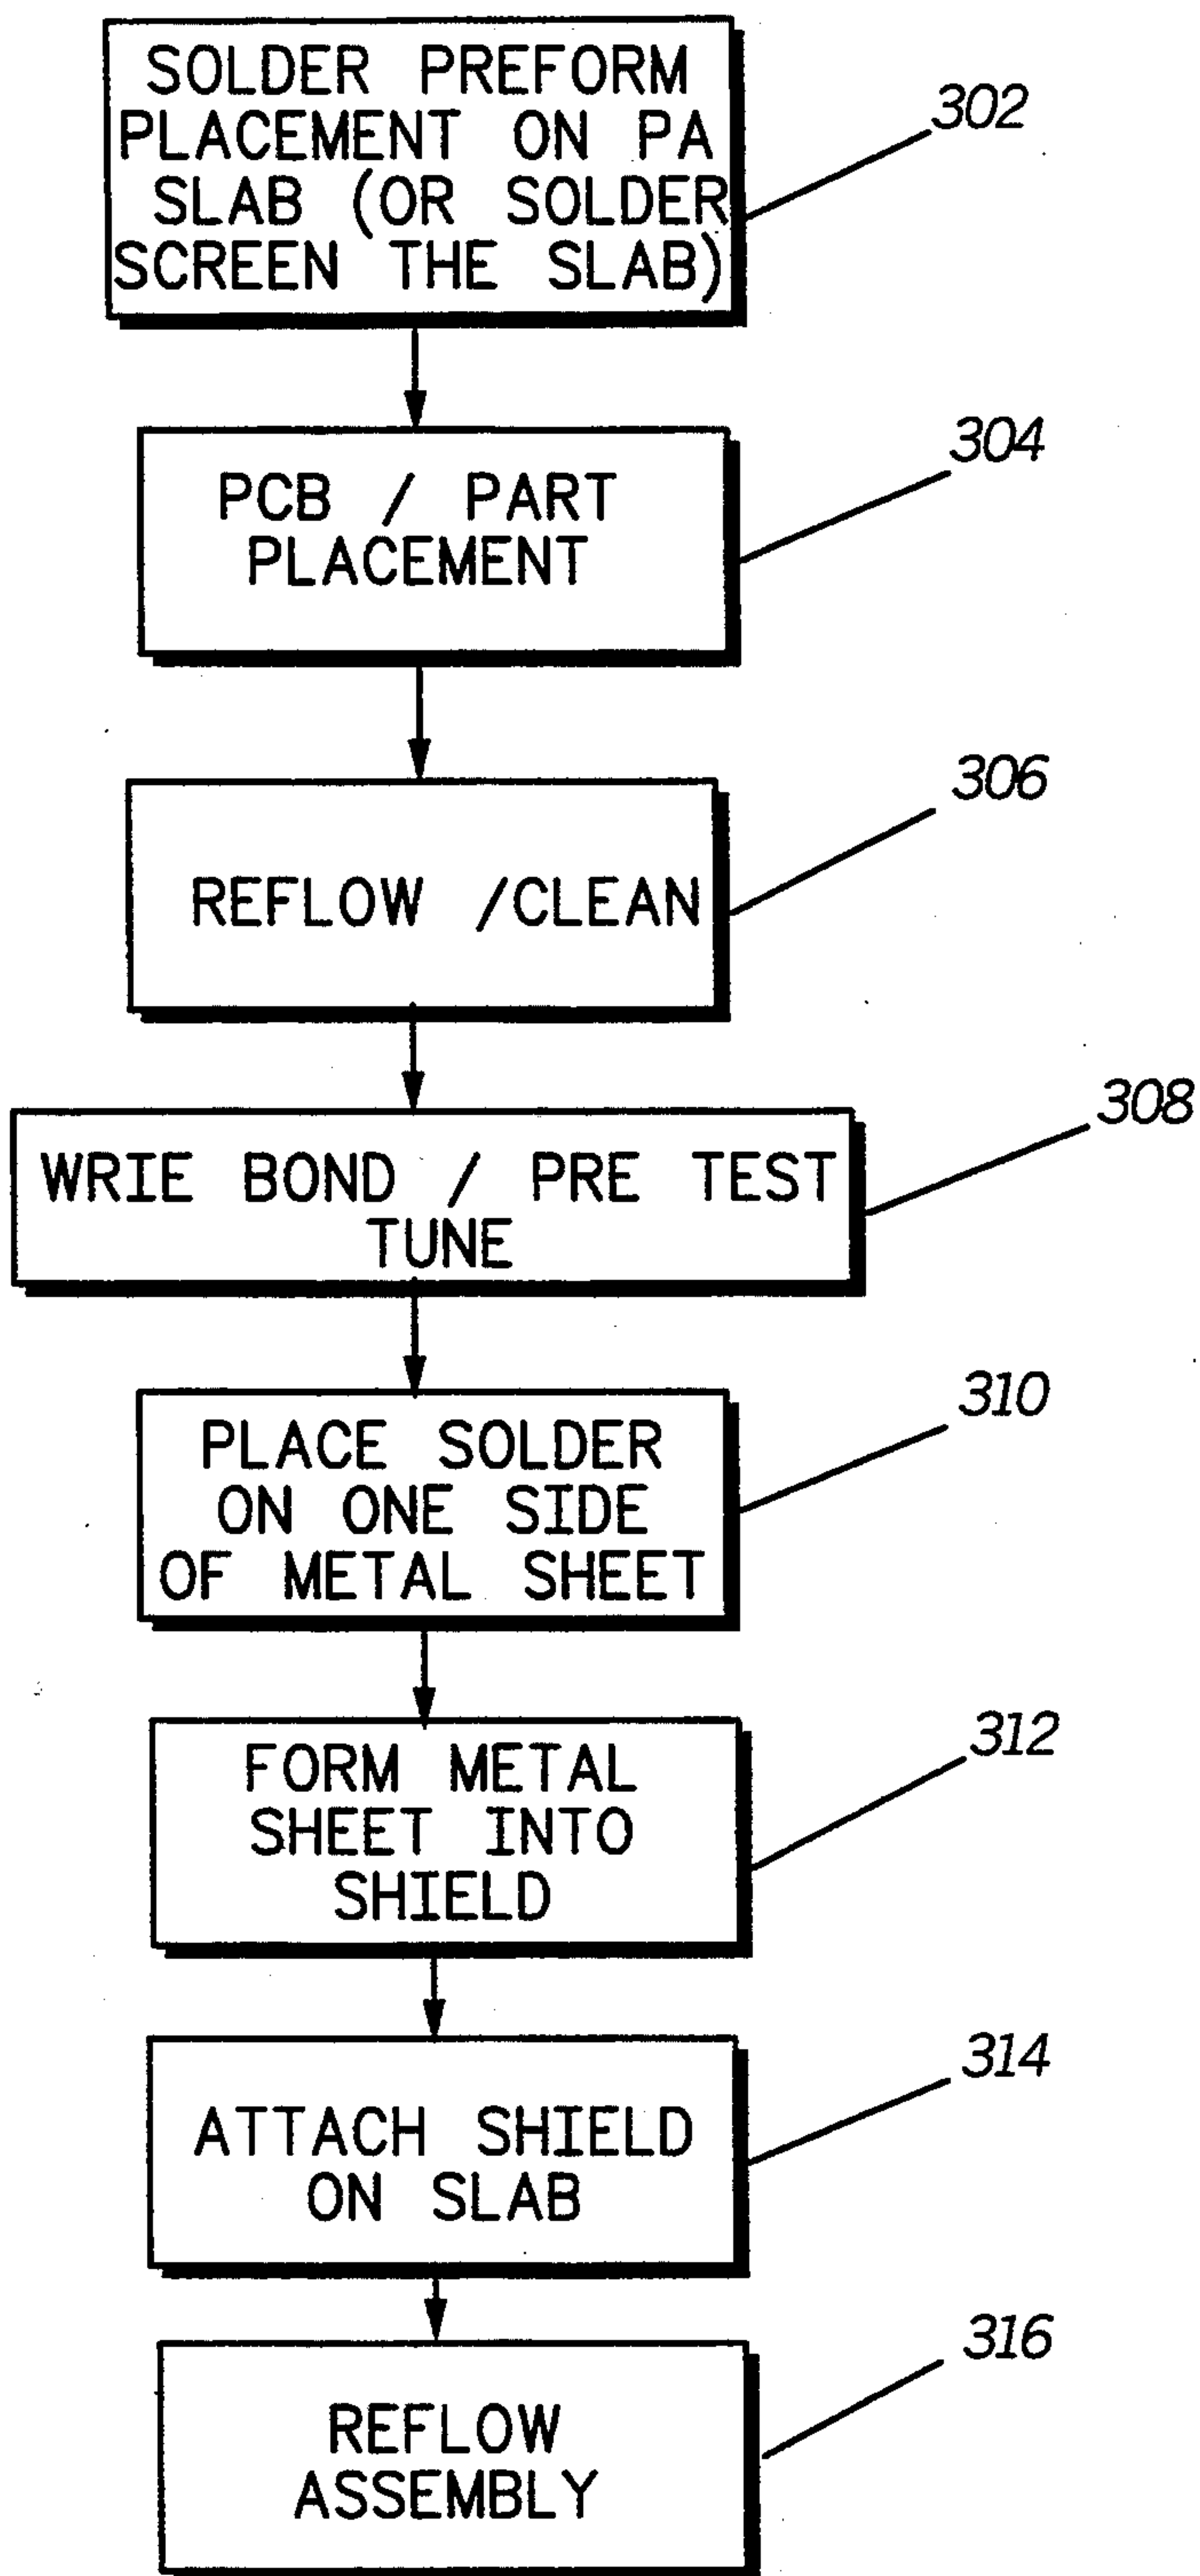 SOLDER PREFORM
PLACEMENT ON PA
SLAB (OR SOLDER
SCREEN THE SLAB)
302
PCB / PART
PLACEMENT
304
REFLOW /CLEAN
306
WRIE BOND / PRE TEST
TUNE
308
PLACE SOLDER
ON ONE SIDE
OF METAL SHEET
310
FORM METAL
SHEET INTO
SHIELD
312
ATTACH SHIELD
ON SLAB
314
REFLOW
ASSEMBLY
316